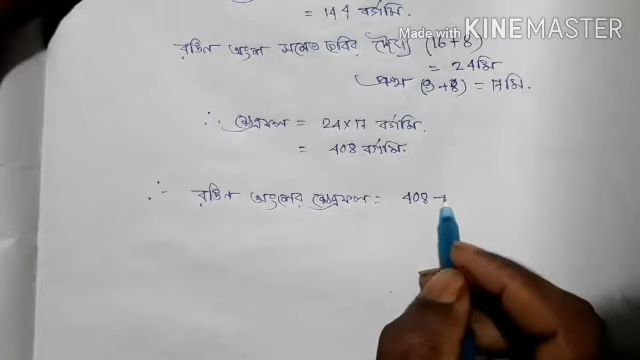 = 144 বর্গমি.
Made with KINEMASTER
রঙিন অংশ সমেত ছবির দৈর্ঘ্য (16+8)
= 24মি
প্রস্থ (9+8) = 17মি.
∴ ক্ষেত্রফল = 24×17 বর্গমি.
= 408 বর্গমি.
∴ রঙিন অংশের ক্ষেত্রফল = 408 –